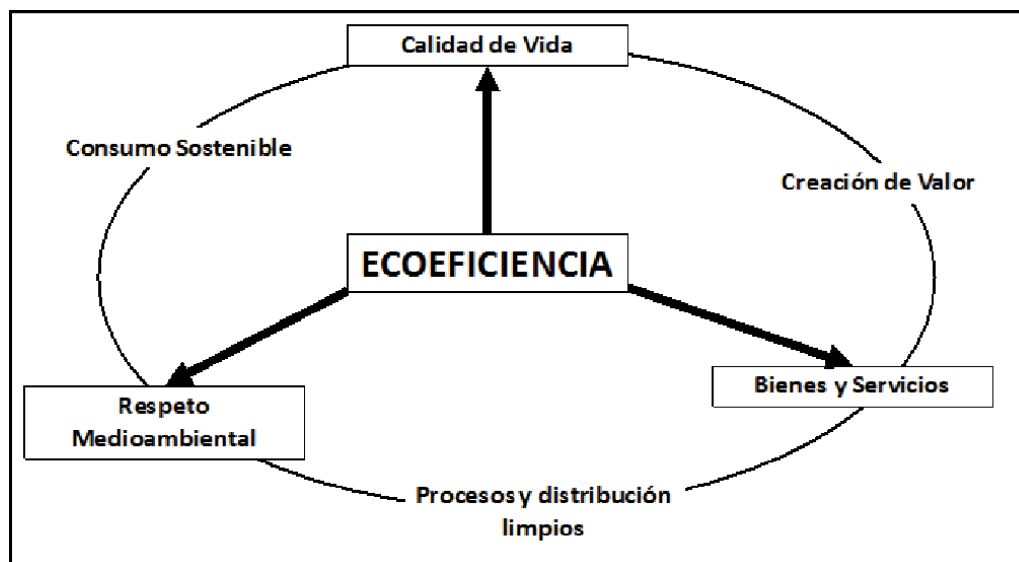 Calidad de Vida
Consumo Sostenible
Creación de Valor
ECOEFICIENCIA
Bienes y Servicios
Respeto
Medioambiental
Procesos y distribución
limpios